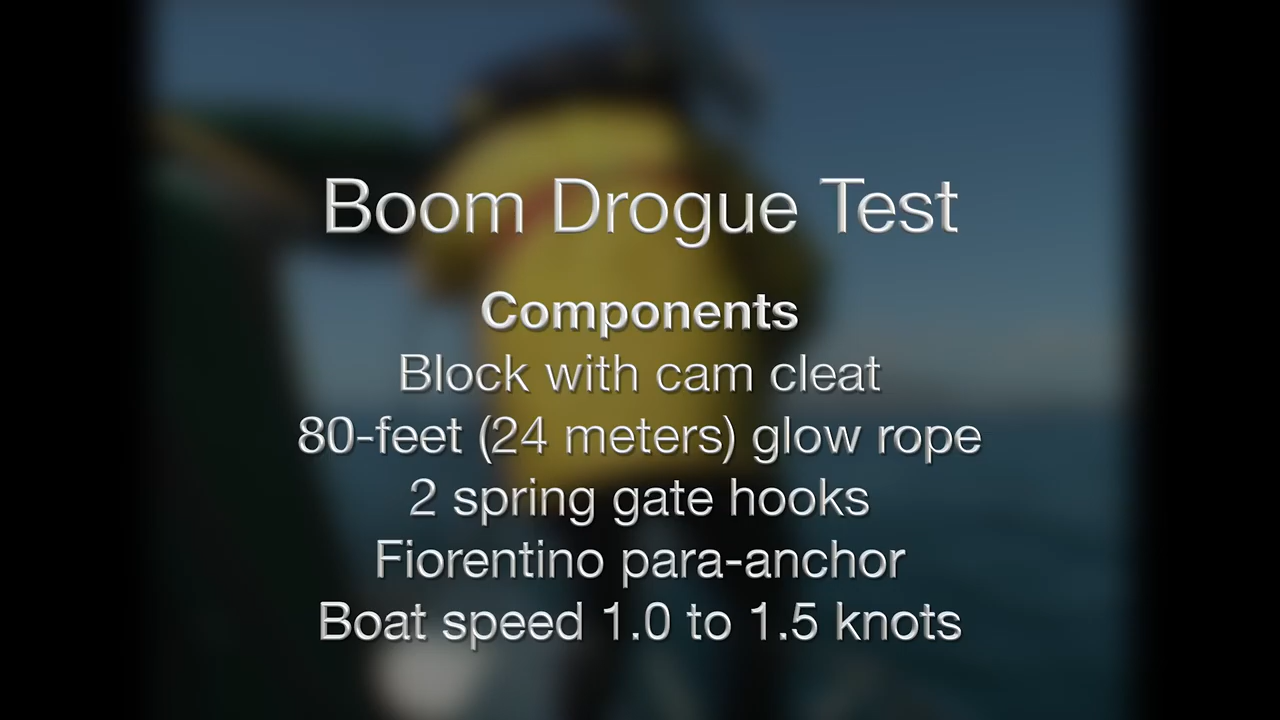 Boom Drogue Test
Components
Block with cam cleat
80-feet (24 meters) glow rope
2 spring gate hooks
Fiorentino para-anchor
Boat speed 1.0 to 1.5 knots